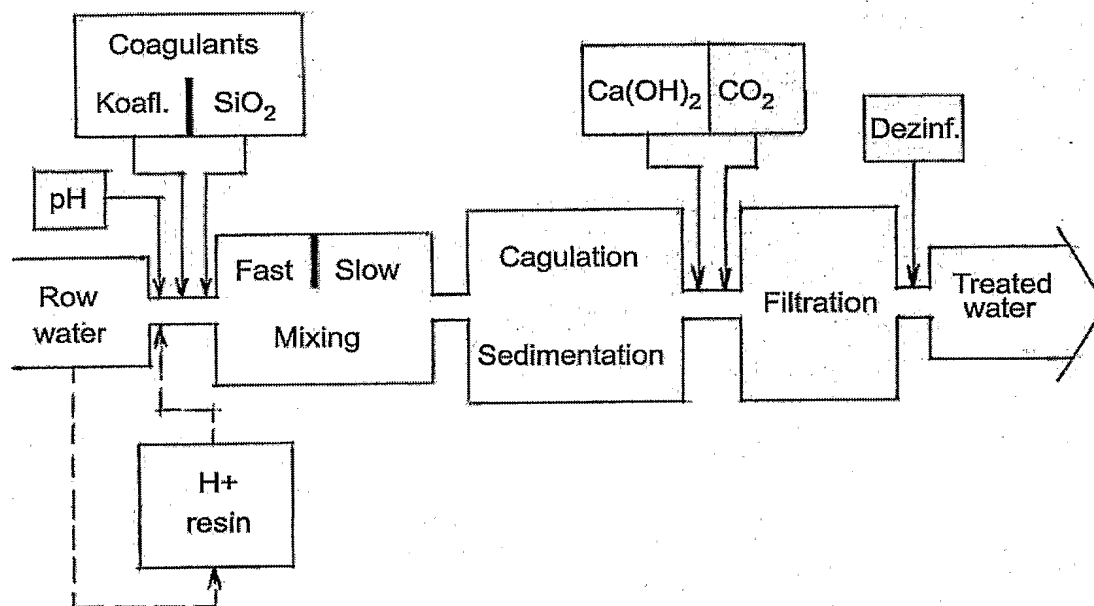 Coagulants
Koafl.
SiO2
Ca(OH)2
CO2
Dezinf.
pH
Row
water
Fast
Slow
Mixing
Cagulation
Sedimentation
Filtration
Treated
water
H+
resin